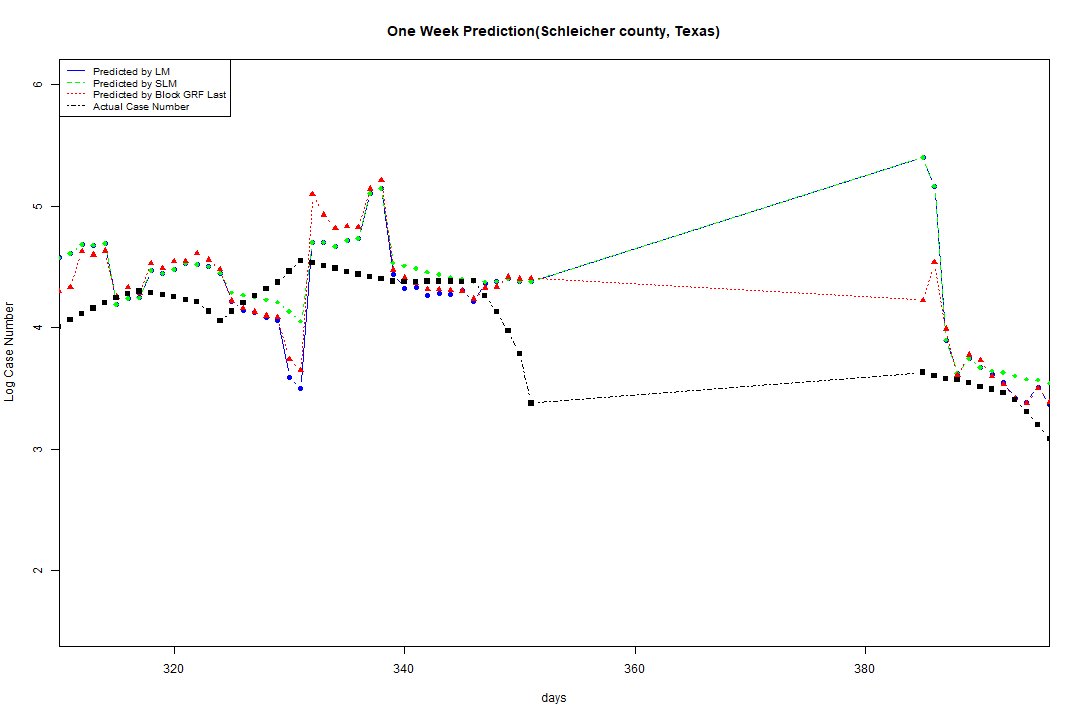 One Week Prediction(Schleicher county, Texas)
Predicted by LM
Predicted by SLM
Predicted by Block GRF Last
Actual Case Number
6
5
4
3
2
Log Case Number
320
340
360
380
days